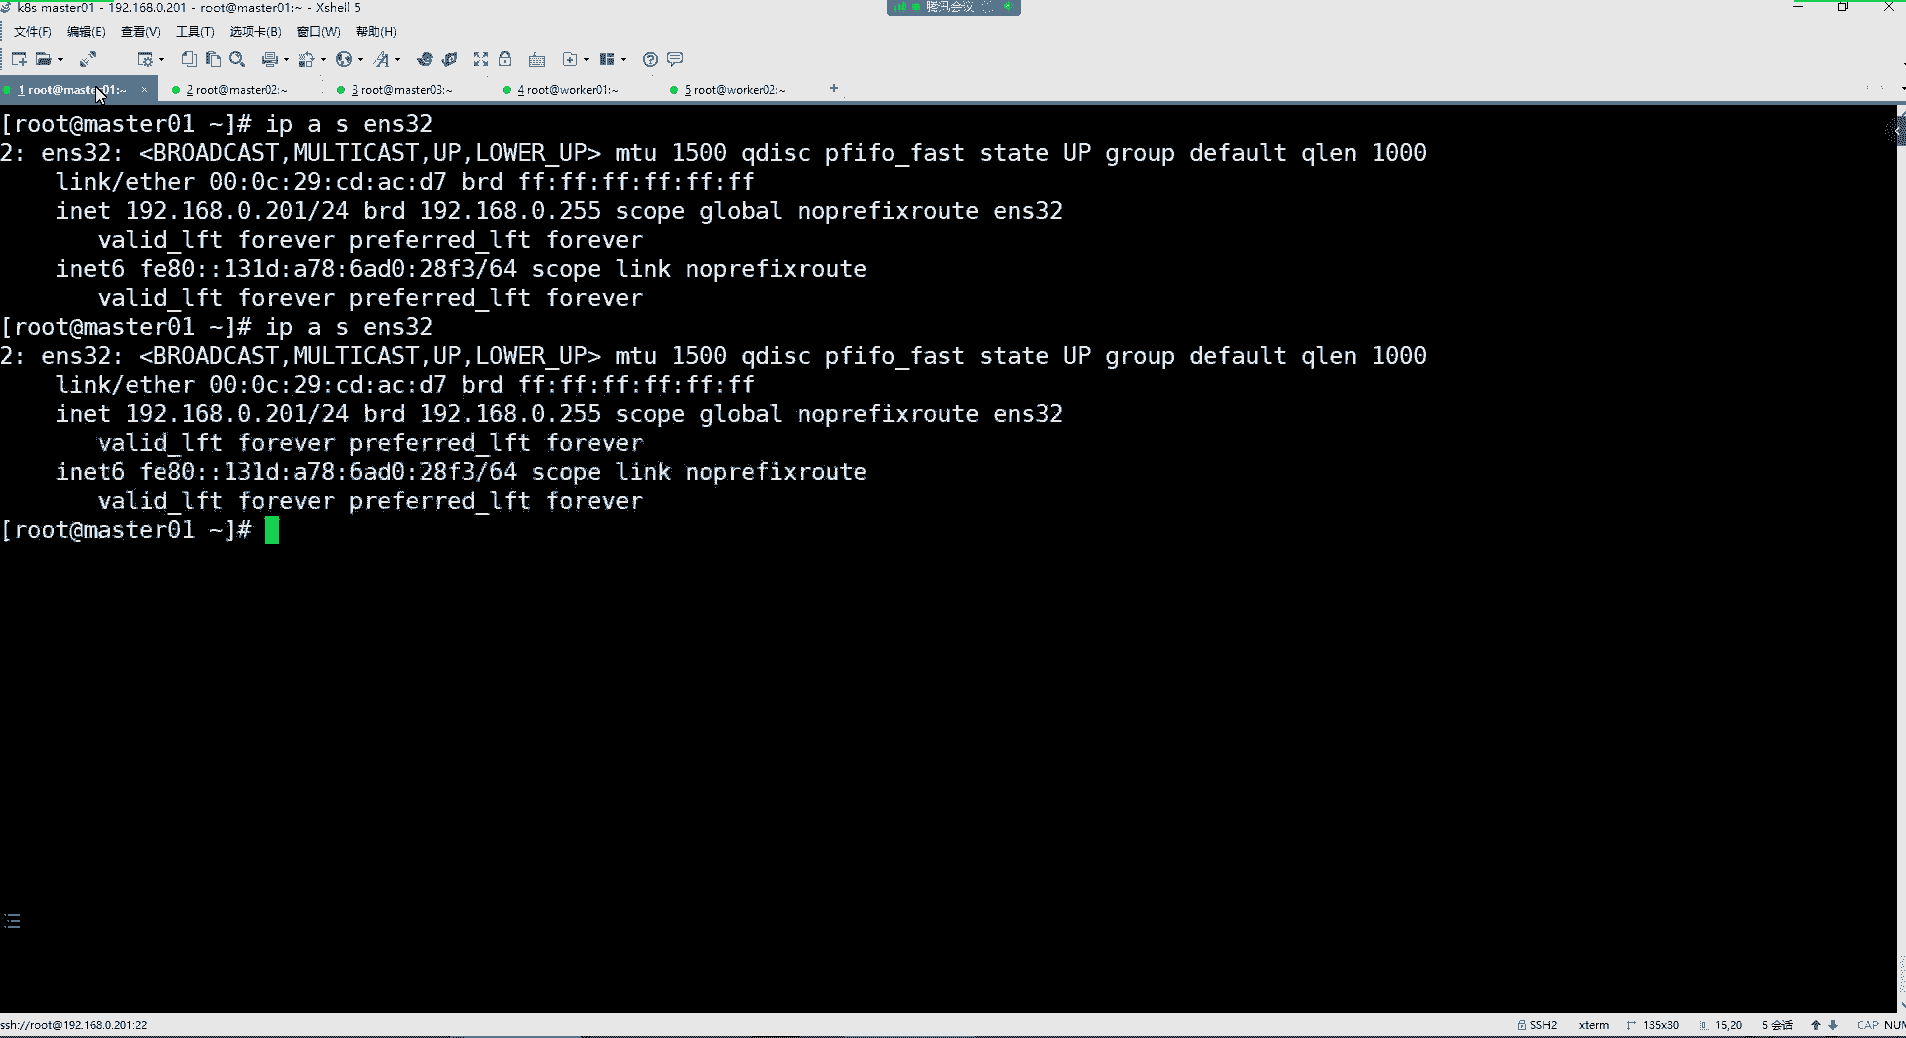 k8s master01 - 192.168.0.201 - root@master01:~ - Xshell 5
腾讯会议
文件(F) 编辑(E) 查看(V) 工具(T) 选项卡(B) 窗口(W) 帮助(H)
1 root@master01:~ × 2 root@master02:~ 3 root@master03:~ 4 root@worker01:~ 5 root@worker02:~ +
[root@master01 ~]# ip a s ens32
2: ens32: <BROADCAST,MULTICAST,UP,LOWER_UP> mtu 1500 qdisc pfifo_fast state UP group default qlen 1000
    link/ether 00:0c:29:cd:ac:d7 brd ff:ff:ff:ff:ff:ff
    inet 192.168.0.201/24 brd 192.168.0.255 scope global noprefixroute ens32
       valid_lft forever preferred_lft forever
    inet6 fe80::131d:a78:6ad0:28f3/64 scope link noprefixroute
       valid_lft forever preferred_lft forever
[root@master01 ~]# ip a s ens32
2: ens32: <BROADCAST,MULTICAST,UP,LOWER_UP> mtu 1500 qdisc pfifo_fast state UP group default qlen 1000
    link/ether 00:0c:29:cd:ac:d7 brd ff:ff:ff:ff:ff:ff
    inet 192.168.0.201/24 brd 192.168.0.255 scope global noprefixroute ens32
       valid_lft forever preferred_lft forever
    inet6 fe80::131d:a78:6ad0:28f3/64 scope link noprefixroute
       valid_lft forever preferred_lft forever
[root@master01 ~]#
ssh://root@192.168.0.201:22 SSH2 xterm 135x30 15,20 5 会话 CAP NUM